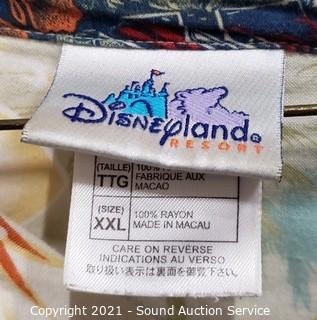 Disneyland®
RESORT
(TAILLE)
TTG
FABRIQUE AUX
MACAO
(SIZE)
XXL
100% RAYON
MADE IN MACAU
CARE ON REVERSE
INDICATIONS AU VERSO
取り扱い表示は裏面を御覧下さい。
Copyright 2021 - Sound Auction Service